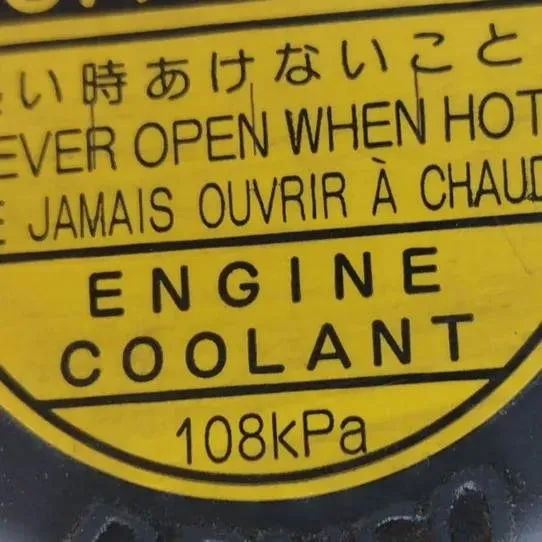 い時あけないこと
EVER OPEN WHEN HOT
JAMAIS OUVRIR À CHAUD
ENGINE
COOLANT
108kPa